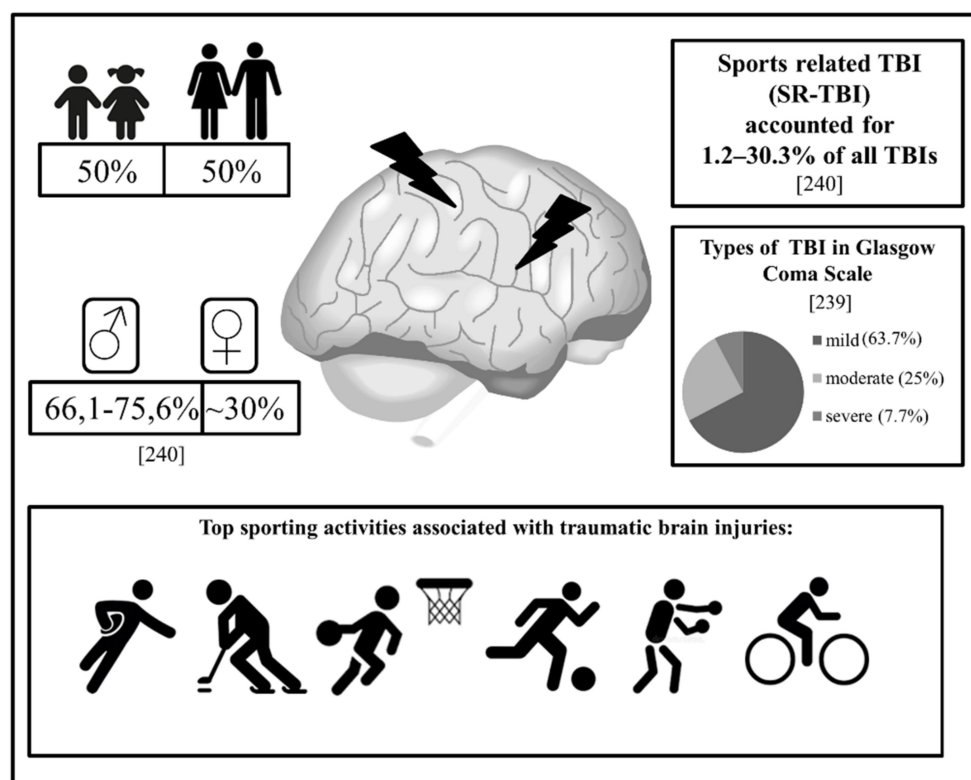 50% 50%
66,1-75,6% ~30%
[240]
Sports related TBI
(SR-TBI)
accounted for
1.2–30.3% of all TBIs
[240]
Types of TBI in Glasgow
Coma Scale
[239]
mild (63.7%)
moderate (25%)
severe (7.7%)
Top sporting activities associated with traumatic brain injuries: